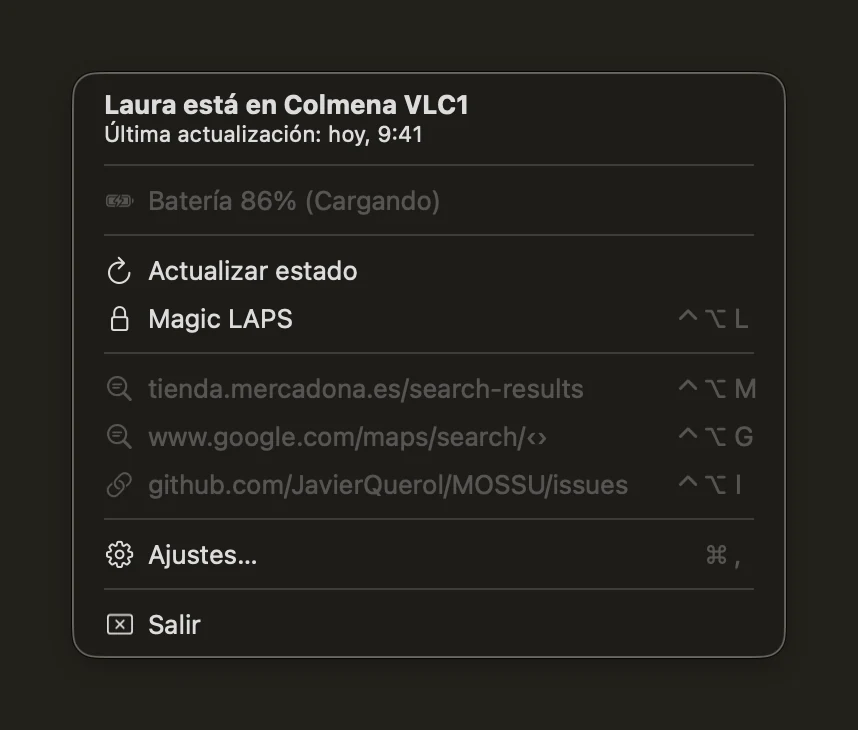 Laura está en Colmena VLC1
Última actualización: hoy, 9:41
Batería 86% (Cargando)
Actualizar estado
Magic LAPS ^⌥ L
tienda.mercadona.es/search-results ^⌥ M
www.google.com/maps/search/<> ^⌥ G
github.com/JavierQuerol/MOSSU/issues ^⌥ I
Ajustes... ⌘ ,
Salir